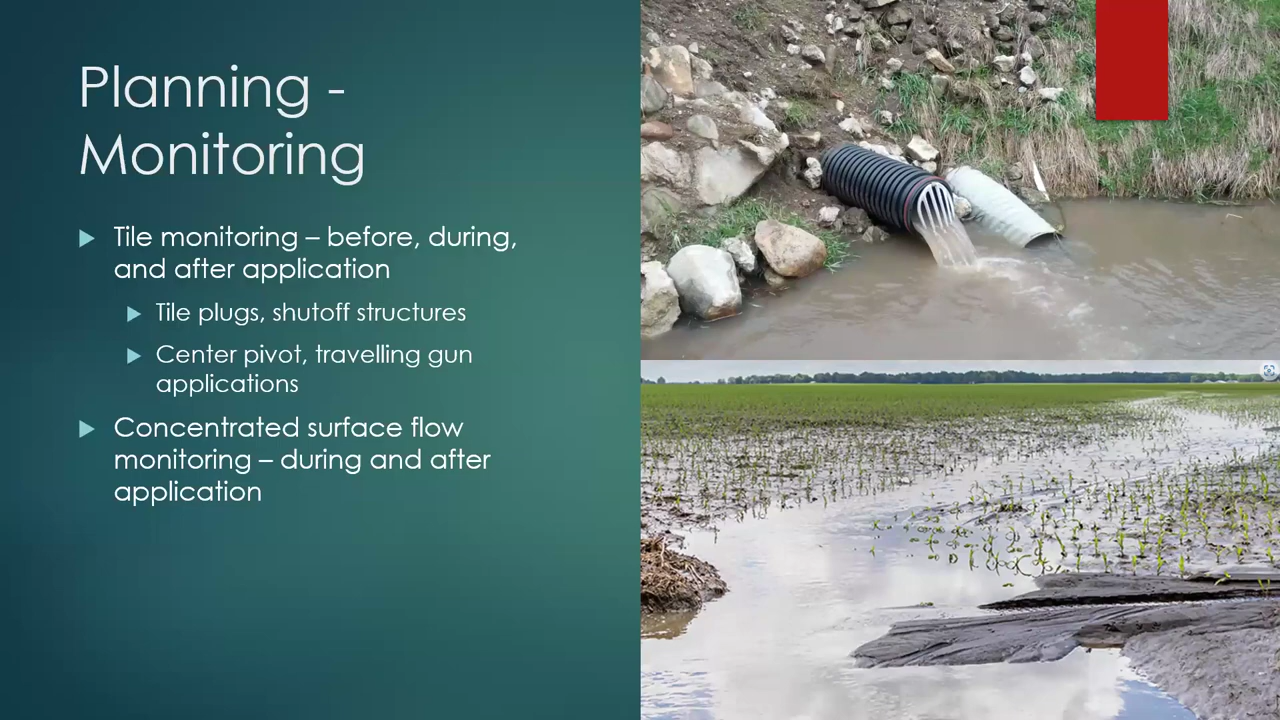 Planning -
Monitoring
Tile monitoring – before, during,
and after application
Tile plugs, shutoff structures
Center pivot, travelling gun
applications
Concentrated surface flow
monitoring – during and after
application